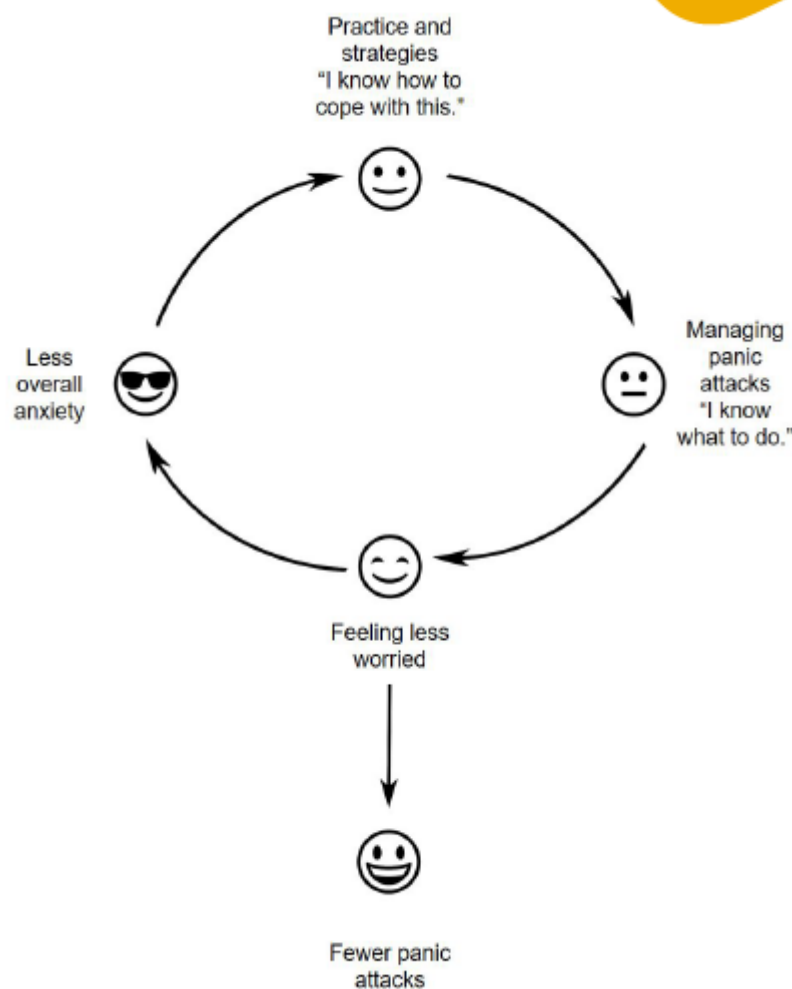 Practice and
strategies
“I know how to
cope with this.”
Managing
panic
attacks
“I know
what to do.”
Less
overall
anxiety
Feeling less
worried
Fewer panic
attacks